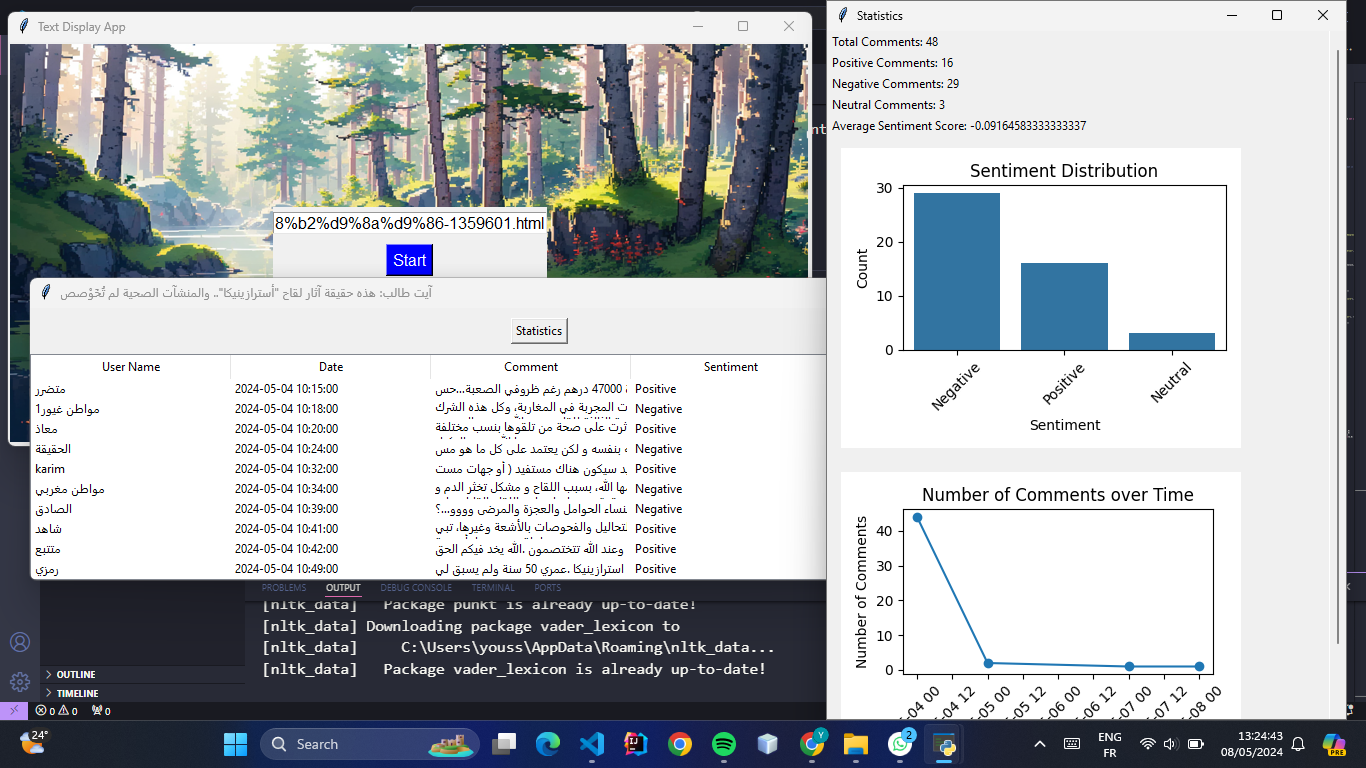 Text Display App
8%b2%d9%8a%d9%86-1359601.html
Start
آيت طالب: هذه حقيقة آثار لقاح "أسترازينيكا".. والمنشآت الصحية لم تُخَوْصص
Statistics
User Name Date Comment Sentiment
متضرر 2024-05-04 10:15:00 47000 درهم رغم ظروفي الصعبة...حس Positive
مواطن غيور1 2024-05-04 10:18:00 ت المجربة في المغاربة، وكل هذه الشرك Negative
معاذ 2024-05-04 10:20:00 ثرت على صحة من تلقوها بنسب مختلفة Positive
الحقيقة 2024-05-04 10:24:00 ه بنفسه و لكن يعتمد على كل ما هو مس Negative
karim 2024-05-04 10:32:00 يد سيكون هناك مستفيد ( أو جهات مست Positive
مواطن مغربي 2024-05-04 10:34:00 ها الله، بسبب اللقاح و مشكل تخثر الدم و Negative
الصادق 2024-05-04 10:39:00 نساء الحوامل والعجزة والمرضى وووو...؟ Negative
شاهد 2024-05-04 10:41:00 تحاليل والفحوصات بالأشعة وغيرها، تبي Positive
متتبع 2024-05-04 10:42:00 وعند الله تتختصمون .الله يخد فيكم الحق Positive
رمزي 2024-05-04 10:49:00 استرازينيكا .عمري 50 سنة ولم يسبق لي Positive
PROBLEMS OUTPUT DEBUG CONSOLE TERMINAL PORTS
[nltk_data] Package punkt is already up-to-date!
[nltk_data] Downloading package vader_lexicon to
[nltk_data] C:\Users\youss\AppData\Roaming\nltk_data...
[nltk_data] Package vader_lexicon is already up-to-date!
OUTLINE
TIMELINE
0 0 0
Statistics
Total Comments: 48
Positive Comments: 16
Negative Comments: 29
Neutral Comments: 3
Average Sentiment Score: -0.09164583333333337
Sentiment Distribution
Count
30
20
10
0
Negative Positive Neutral
Sentiment
Number of Comments over Time
Number of Comments
40
30
20
10
0
-04 00 -04 12 -05 00 -05 12 -06 00 -06 12 -07 00 -07 12 -08 00
24°
Search
Y
2
ENG
FR
13:24:43
08/05/2024
PRE